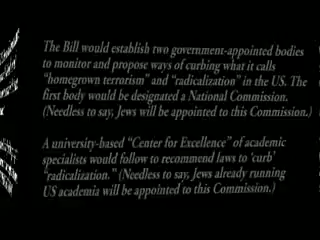 The Bill would establish two government-appointed bodies
to monitor and propose ways of curbing what it calls
"homegrown terrorism" and "radicalization" in the US. The
first body would be designated a National Commission.
(Needless to say, Jews will be appointed to this Commission.)
A university-based "Center for Excellence" of academic
specialists would follow to recommend laws to 'curb'
"radicalization." (Needless to say, Jews already running
US academia will be appointed to this Commission.)